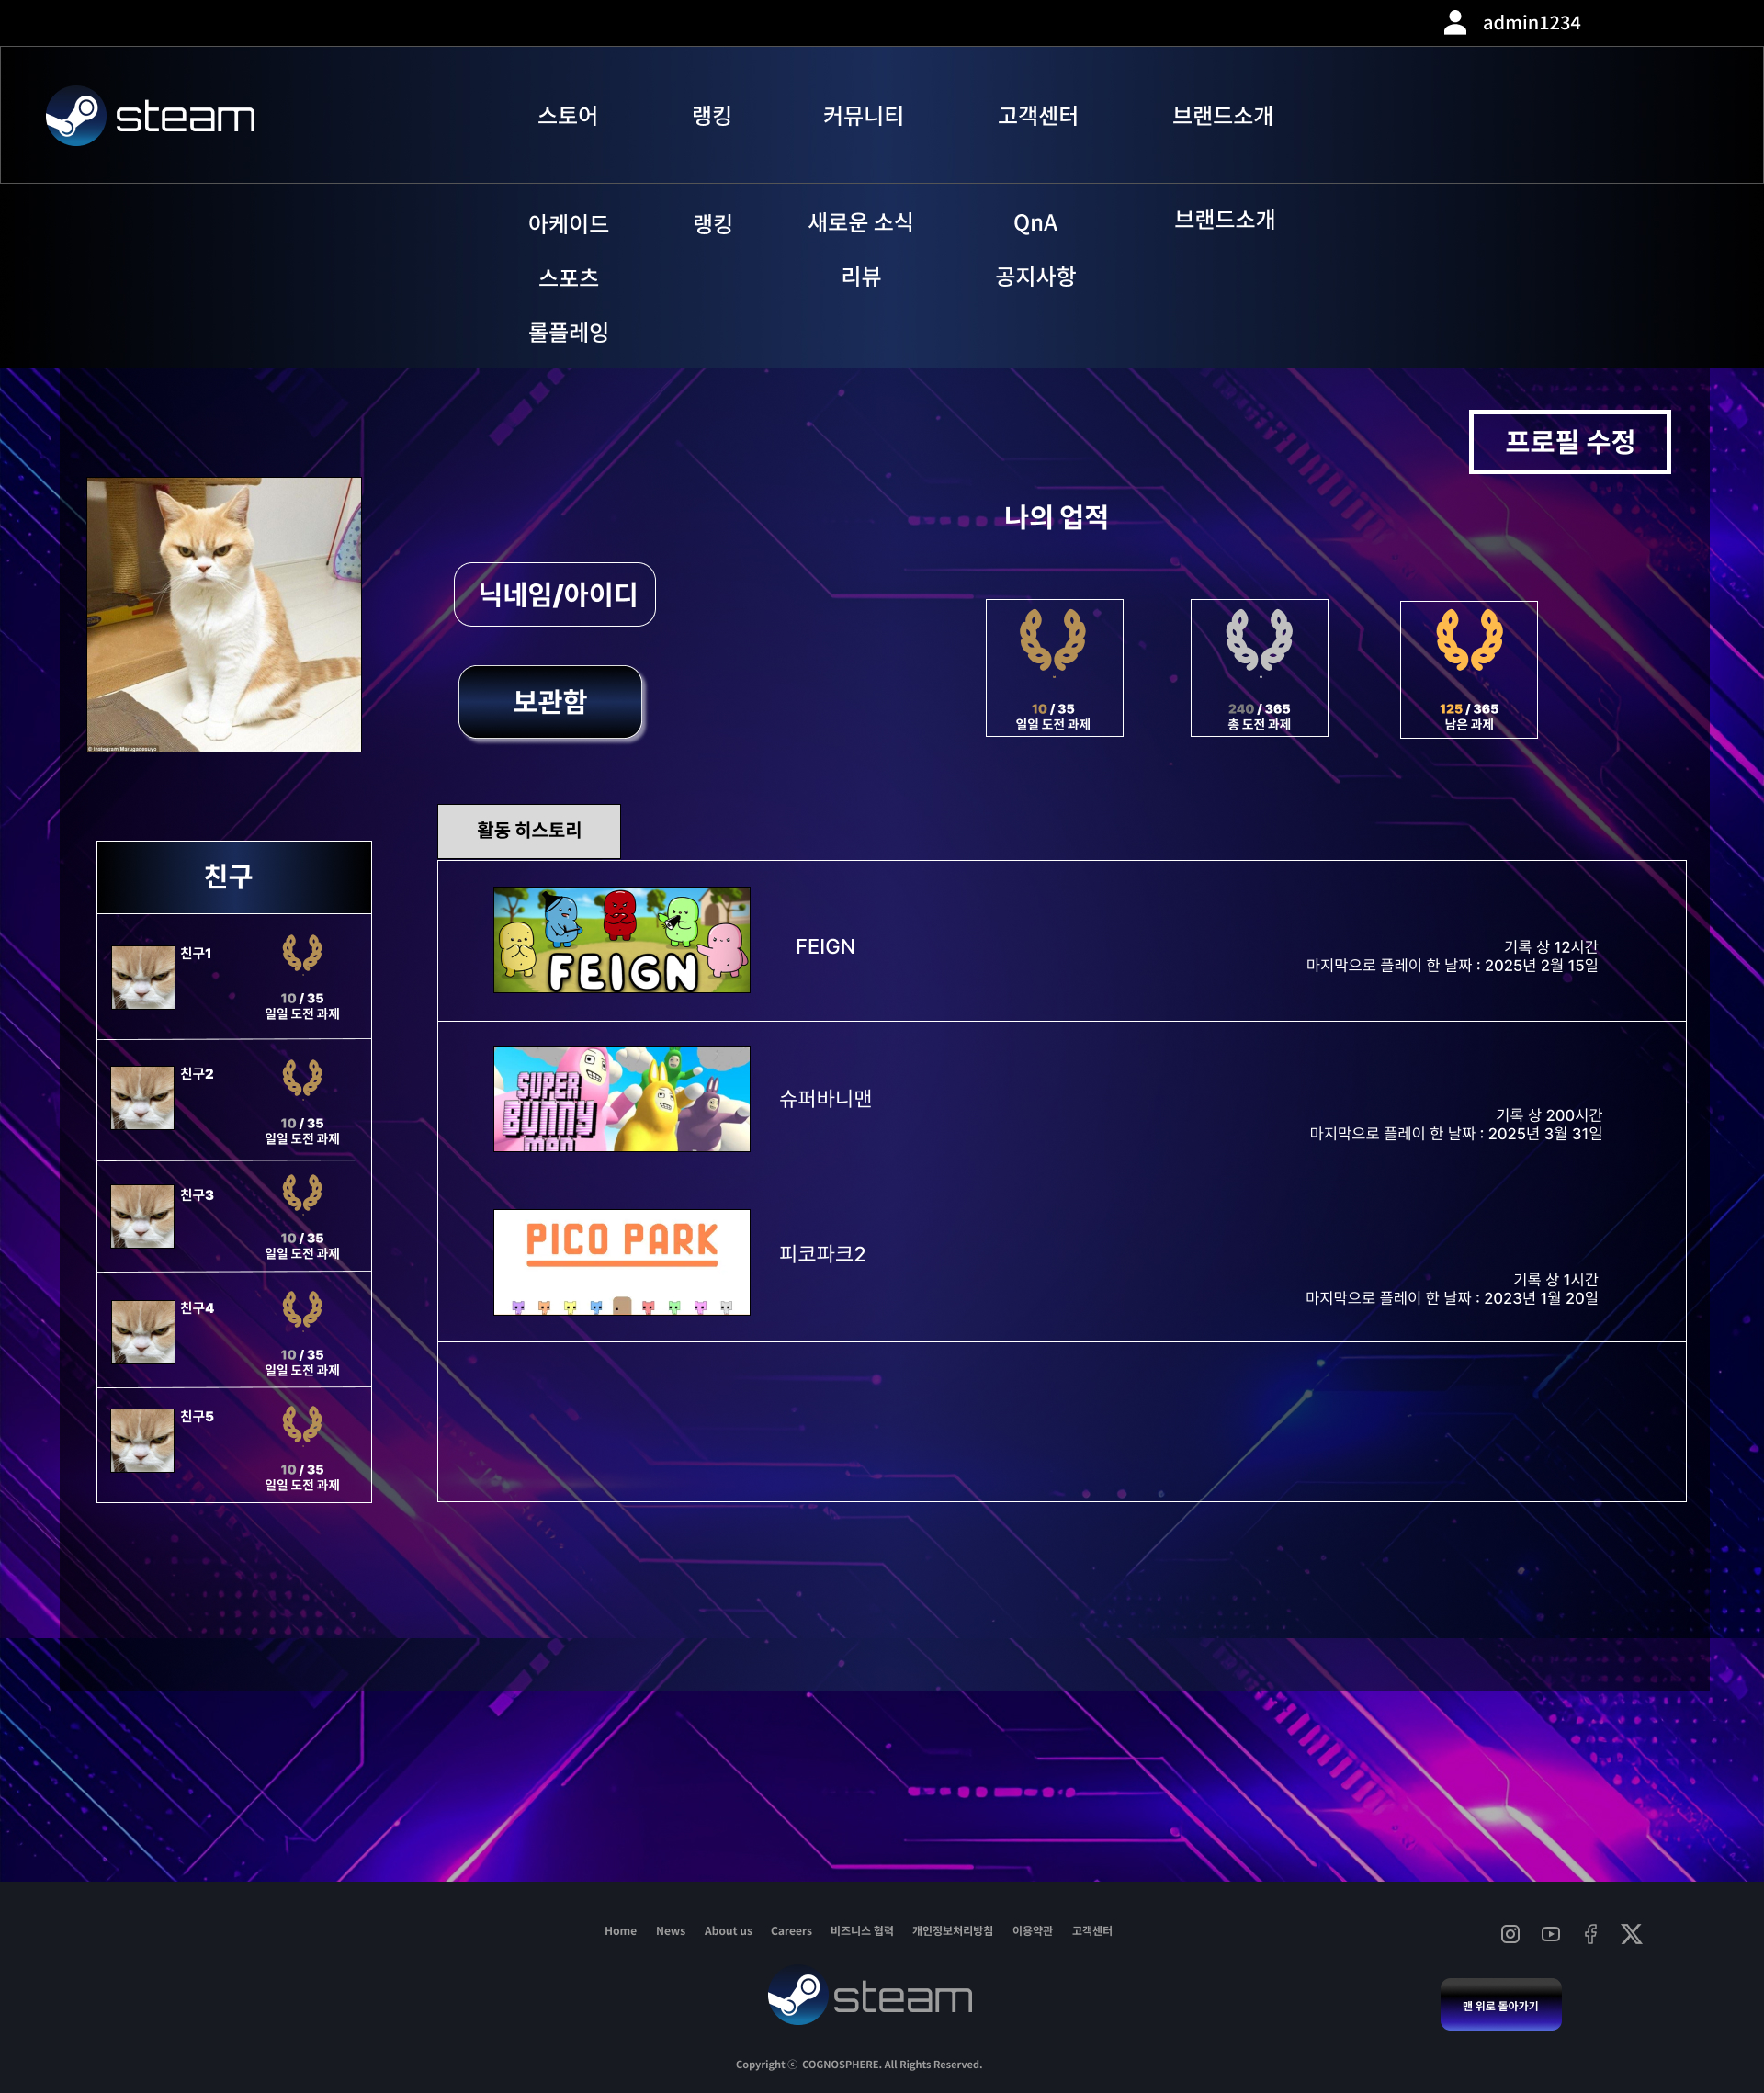 admin1234
steam
스토어
랭킹
커뮤니티
고객센터
브랜드소개
아케이드
랭킹
새로운 소식
QnA
브랜드소개
스포츠
리뷰
공지사항
롤플레잉
프로필 수정
나의 업적
닉네임/아이디
보관함
10 / 35
일일 도전 과제
240 / 365
총 도전 과제
125 / 365
남은 과제
활동 히스토리
친구
친구1
10 / 35
일일 도전 과제
친구2
10 / 35
일일 도전 과제
친구3
10 / 35
일일 도전 과제
친구4
10 / 35
일일 도전 과제
친구5
10 / 35
일일 도전 과제
FEIGN
FEIGN
기록 상 12시간
마지막으로 플레이 한 날짜 : 2025년 2월 15일
SUPER
BUNNY
MAN
슈퍼바니맨
기록 상 200시간
마지막으로 플레이 한 날짜 : 2025년 3월 31일
PICO PARK
피코파크2
기록 상 1시간
마지막으로 플레이 한 날짜 : 2023년 1월 20일
Home
News
About us
Careers
비즈니스 협력
개인정보처리방침
이용약관
고객센터
steam
맨 위로 돌아가기
Copyright ⓒ COGNOSPHERE. All Rights Reserved.